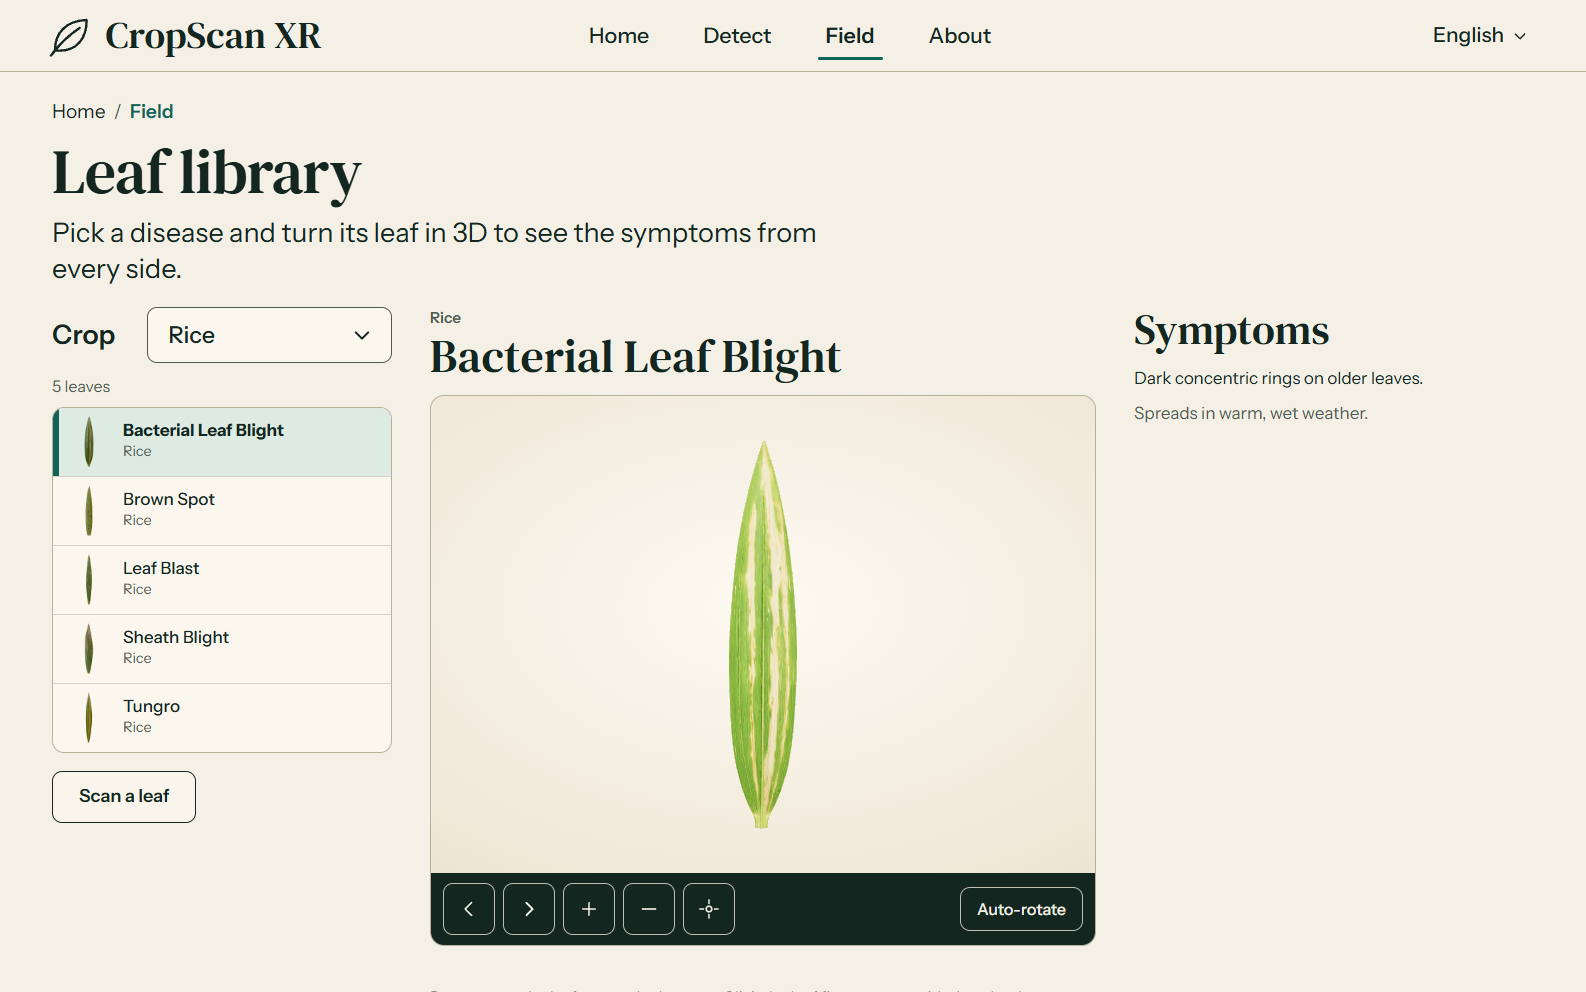 CropScan XR
Home
Detect
Field
About
English
Home / Field
Leaf library
Pick a disease and turn its leaf in 3D to see the symptoms from
every side.
Crop
Rice
5 leaves
Bacterial Leaf Blight
Rice
Brown Spot
Rice
Leaf Blast
Rice
Sheath Blight
Rice
Tungro
Rice
Scan a leaf
Rice
Bacterial Leaf Blight
Auto-rotate
Symptoms
Dark concentric rings on older leaves.
Spreads in warm, wet weather.